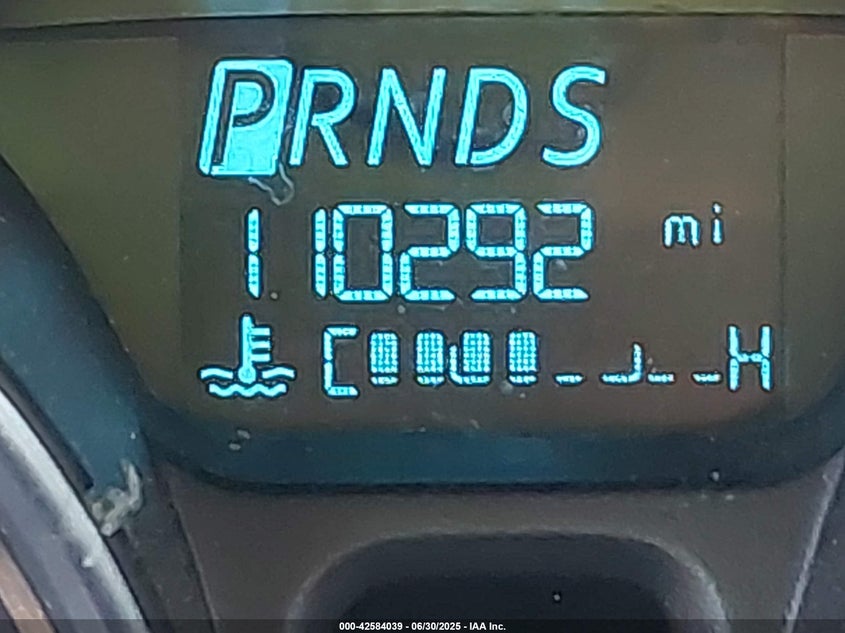 PRNDS
110292 mi
C H
000-42584039 - 06/30/2025 - IAA Inc.